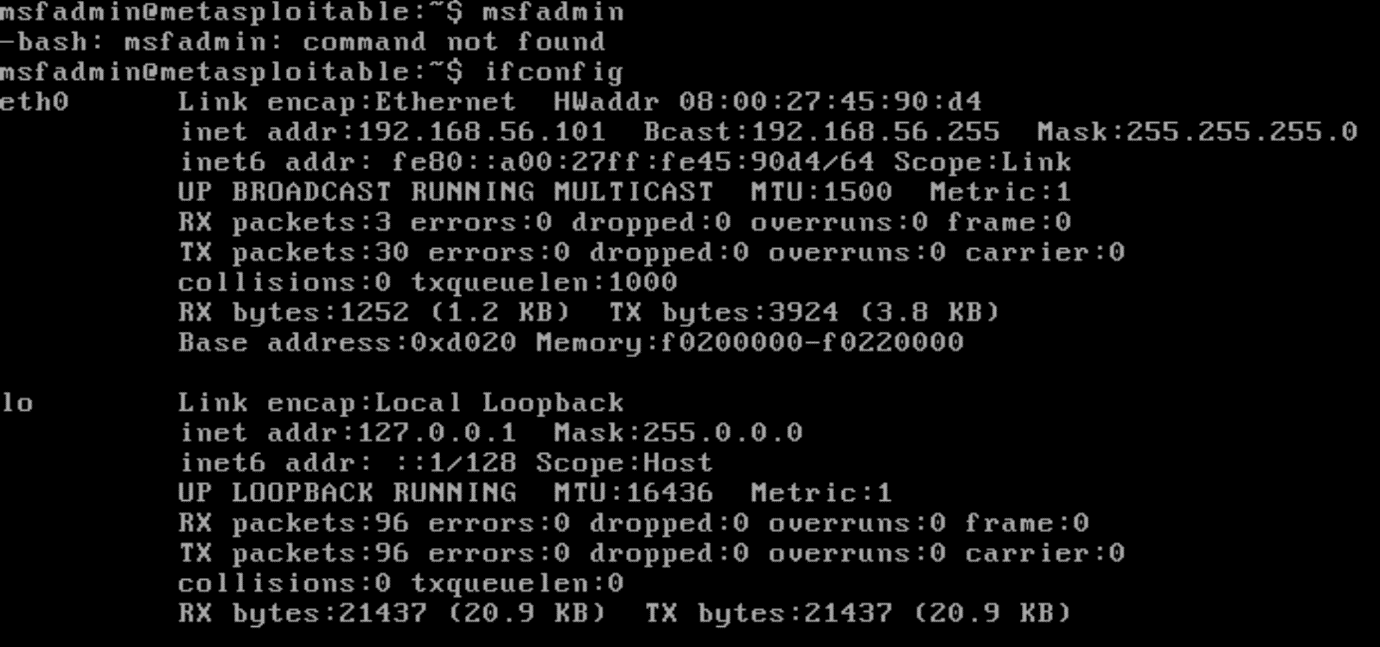 msfadmin@metasploitable:~$ msfadmin
-bash: msfadmin: command not found
msfadmin@metasploitable:~$ ifconfig
eth0      Link encap:Ethernet  HWaddr 08:00:27:45:90:d4
          inet addr:192.168.56.101  Bcast:192.168.56.255  Mask:255.255.255.0
          inet6 addr: fe80::a00:27ff:fe45:90d4/64 Scope:Link
          UP BROADCAST RUNNING MULTICAST  MTU:1500  Metric:1
          RX packets:3 errors:0 dropped:0 overruns:0 frame:0
          TX packets:30 errors:0 dropped:0 overruns:0 carrier:0
          collisions:0 txqueuelen:1000
          RX bytes:1252 (1.2 KB)  TX bytes:3924 (3.8 KB)
          Base address:0xd020 Memory:f0200000-f0220000
lo        Link encap:Local Loopback
          inet addr:127.0.0.1  Mask:255.0.0.0
          inet6 addr: ::1/128 Scope:Host
          UP LOOPBACK RUNNING  MTU:16436  Metric:1
          RX packets:96 errors:0 dropped:0 overruns:0 frame:0
          TX packets:96 errors:0 dropped:0 overruns:0 carrier:0
          collisions:0 txqueuelen:0
          RX bytes:21437 (20.9 KB)  TX bytes:21437 (20.9 KB)